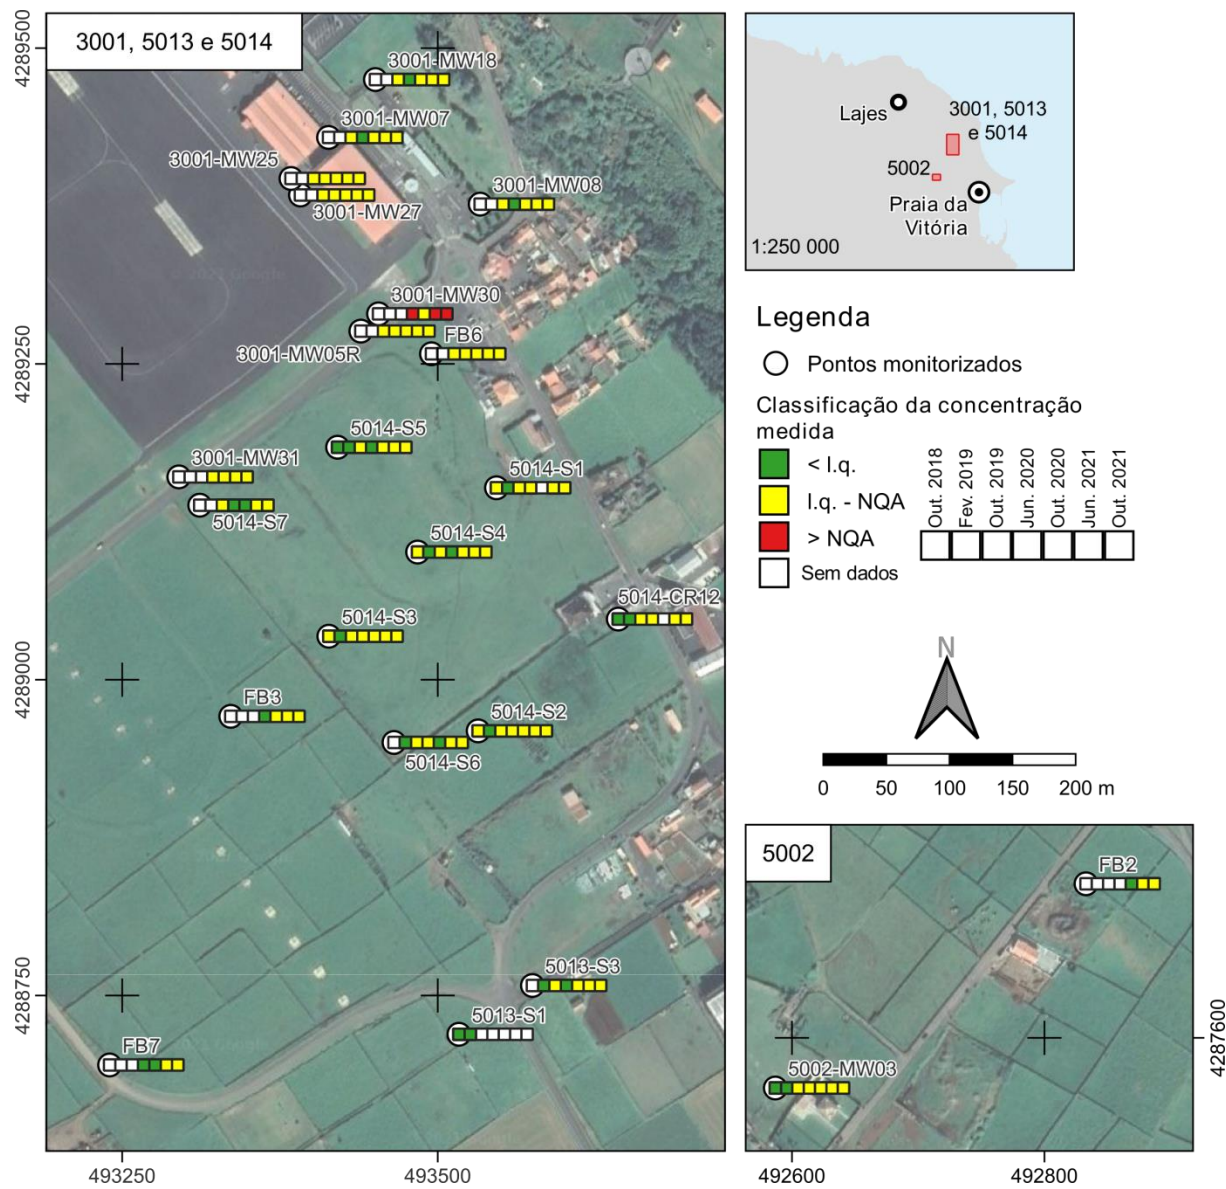 3001, 5013 e 5014
4289500
4289250
4289000
4288750
493250
493500
3001-MW18
3001-MW07
3001-MW25
3001-MW27
3001-MW08
3001-MW30
3001-MW05R
FB6
5014-S5
3001-MW31
5014-S7
5014-S1
5014-S4
5014-CR12
5014-S3
FB3
5014-S2
5014-S6
5013-S3
5013-S1
FB7
Lajes
3001, 5013
e 5014
5002
Praia da
Vitória
1:250 000
Legenda
Pontos monitorizados
Classificação da concentração
medida
< l.q.
l.q. - NQA
> NQA
Sem dados
Out. 2018
Fev. 2019
Out. 2019
Jun. 2020
Out. 2020
Jun. 2021
Out. 2021
N
0 50 100 150 200 m
5002
FB2
5002-MW03
4287600
492600
492800